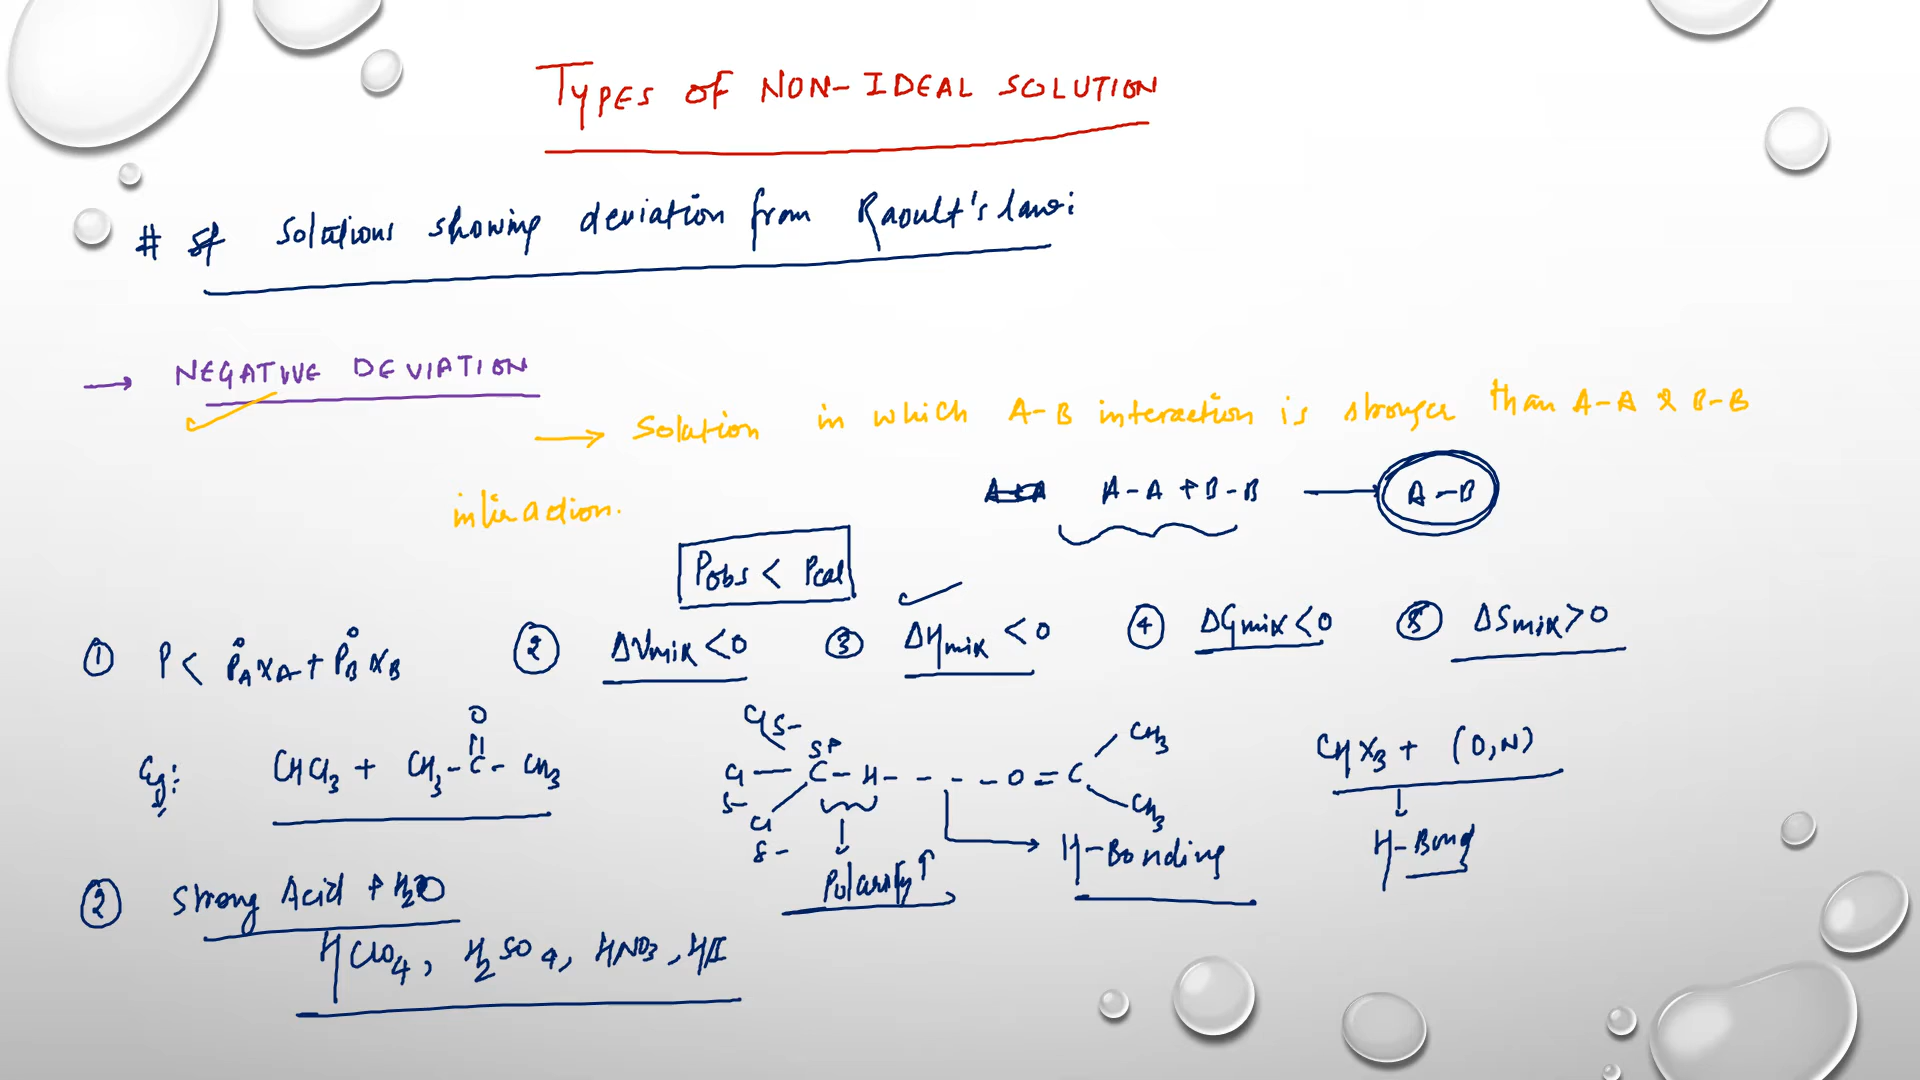 TYPES OF NON-IDEAL SOLUTION
# Solutions showing deviation from Raoult's law:
→ NEGATIVE DEVIATION
→ Solution in which A-B interaction is stronger than A-A & B-B
interaction.
A-A + B-B → A-B
Pobs < Pcal
① P < P°A xA + P°B xB ② ΔVmix < 0 ③ ΔHmix < 0 ④ ΔGmix < 0 ⑤ ΔSmix > 0
Eg: CHCl3 + CH3-C-CH3
O
||
Cl δ-
δ+
Cl — C - H - - - - O = C
δ-
Cl
δ-
CH3
CH3
Polarity ↑
H-Bonding
CHX3 + (O,N)
↓
H-Bond
② Strong Acid + H2O
HClO4, H2SO4, HNO3, HI